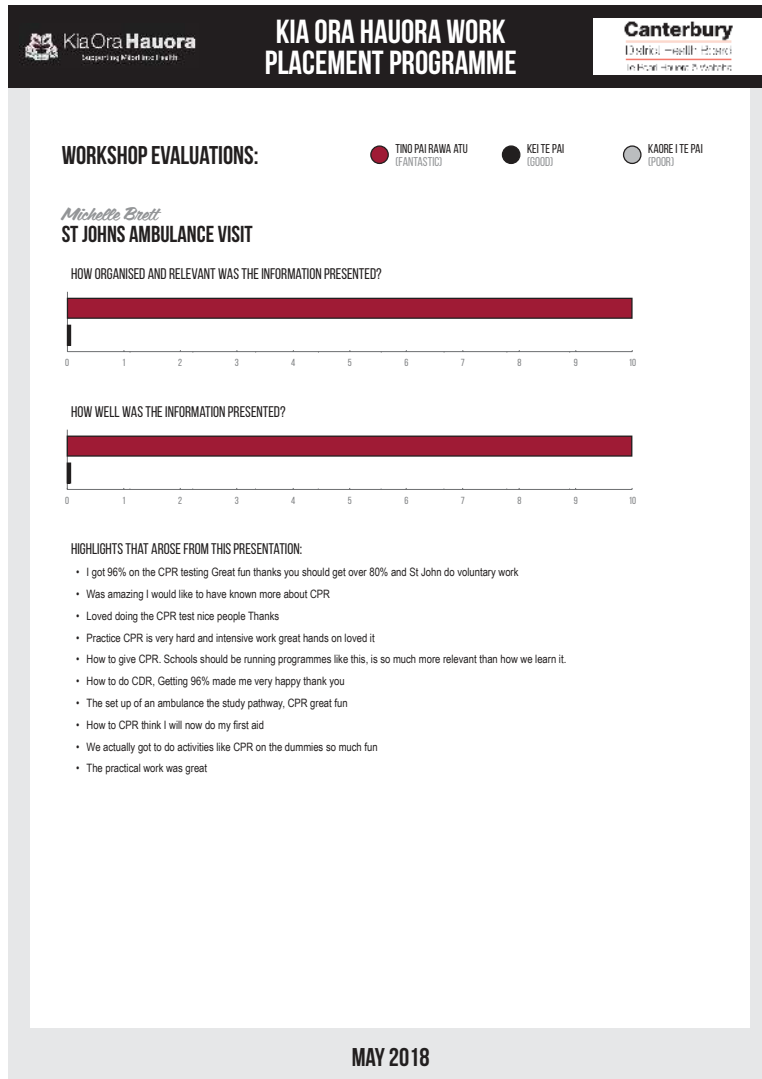 KiaOra Hauora
Supporting Māori into Health
KIA ORA HAUORA WORK
PLACEMENT PROGRAMME
Canterbury
District Health Board
WORKSHOP EVALUATIONS:
TINO PAI RAWA ATU
(FANTASTIC)
KEI TE PAI
(GOOD)
KAORE I TE PAI
(POOR)
Michelle Brett
ST JOHNS AMBULANCE VISIT
HOW ORGANISED AND RELEVANT WAS THE INFORMATION PRESENTED?
0 1 2 3 4 5 6 7 8 9 10
HOW WELL WAS THE INFORMATION PRESENTED?
0 1 2 3 4 5 6 7 8 9 10
HIGHLIGHTS THAT AROSE FROM THIS PRESENTATION:
• I got 96% on the CPR testing Great fun thanks you should get over 80% and St John do voluntary work
• Was amazing I would like to have known more about CPR
• Loved doing the CPR test nice people Thanks
• Practice CPR is very hard and intensive work great hands on loved it
• How to give CPR. Schools should be running programmes like this, is so much more relevant than how we learn it.
• How to do CDR, Getting 96% made me very happy thank you
• The set up of an ambulance the study pathway, CPR great fun
• How to CPR think I will now do my first aid
• We actually got to do activities like CPR on the dummies so much fun
• The practical work was great
MAY 2018